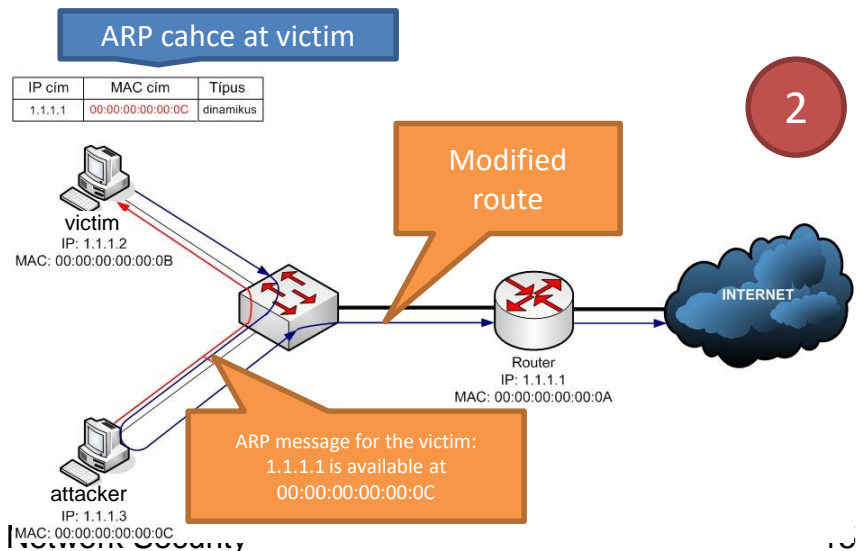 ARP cahce at victim
IP cím MAC cím Típus
1.1.1.1 00:00:00:00:00:0C dinamikus
2
Modified
route
victim
IP: 1.1.1.2
MAC: 00:00:00:00:00:0B
INTERNET
Router
IP: 1.1.1.1
MAC: 00:00:00:00:00:0A
ARP message for the victim:
1.1.1.1 is available at
00:00:00:00:00:0C
attacker
IP: 1.1.1.3
MAC: 00:00:00:00:00:0C
Network Security